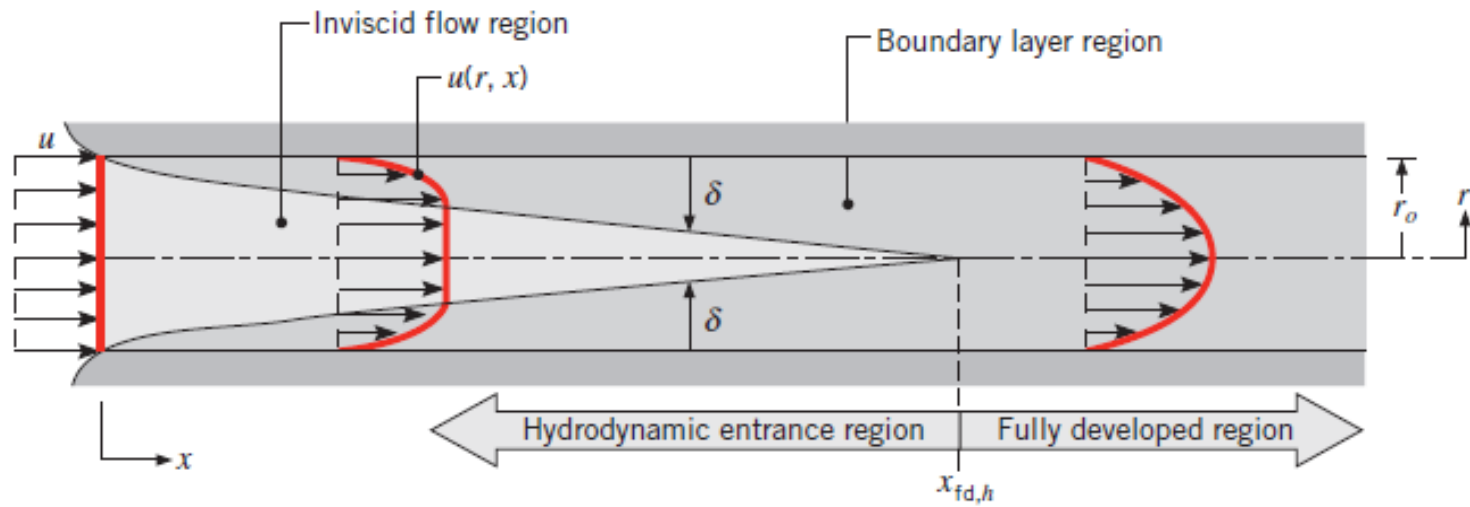 Inviscid flow region
Boundary layer region
u(r, x)
u
δ
r_o
r
δ
Hydrodynamic entrance region
Fully developed region
x
x_fd,h